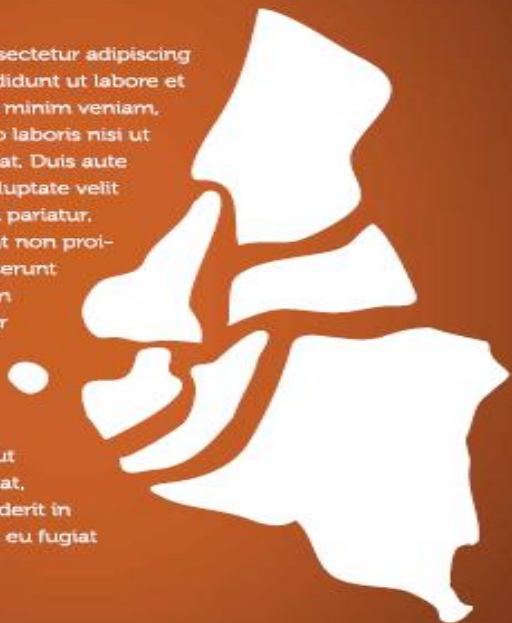 sectetur adipiscing
didunt ut labore et
minim veniam,
laboris nisi ut
at. Duis aute
luptate velit
pariatur.
t non proi-
erunt
n
r
ut
at,
derit in
eu fugiat